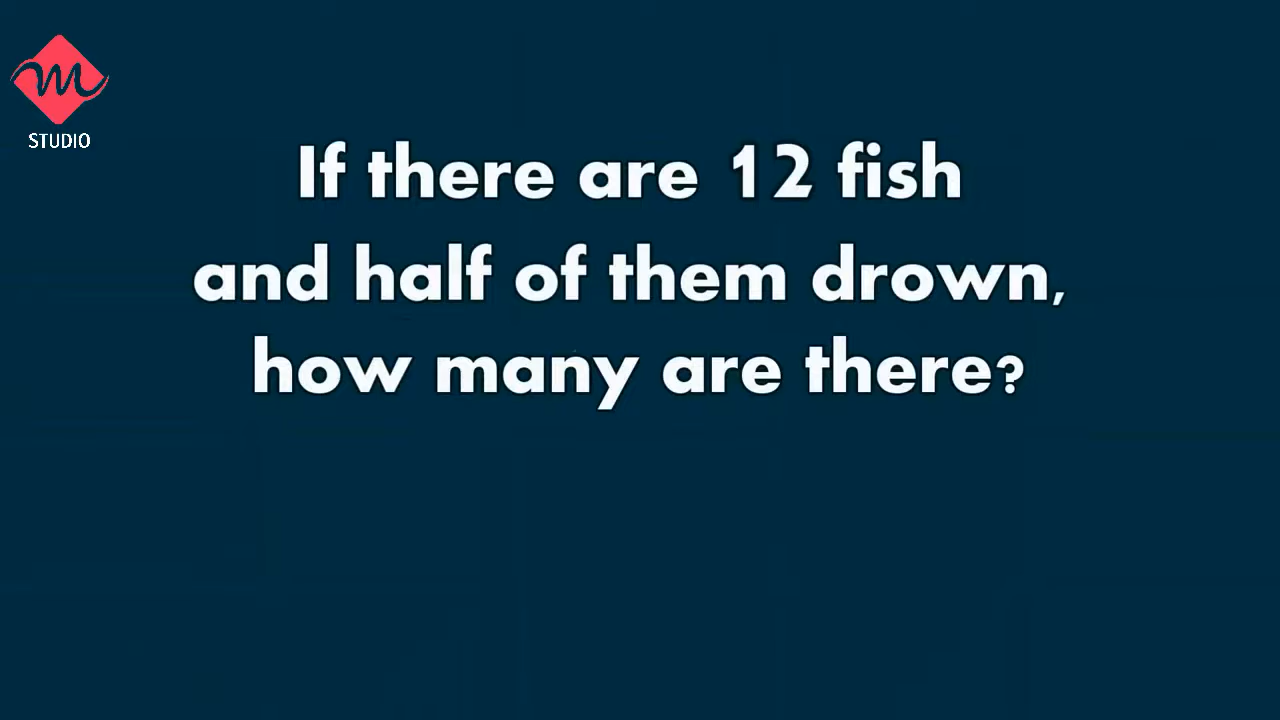 STUDIO
If there are 12 fish
and half of them drown,
how many are there?